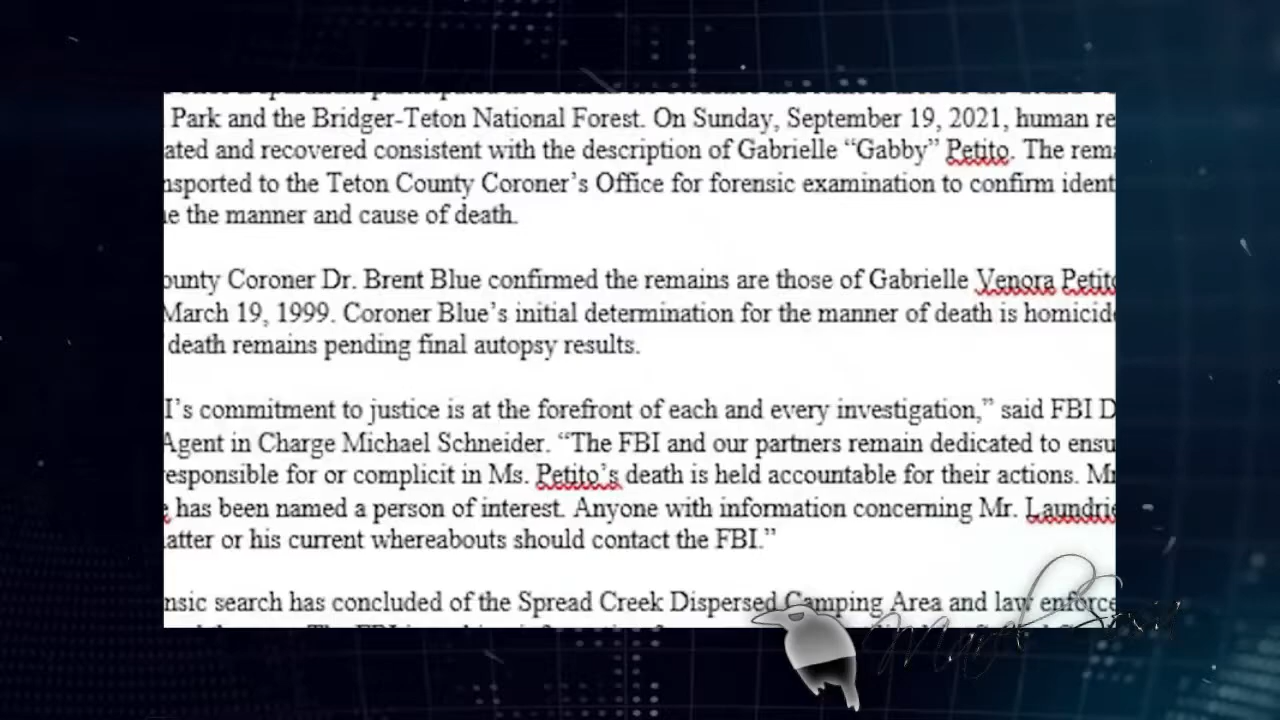 Park and the Bridger-Teton National Forest. On Sunday, September 19, 2021, human re
ated and recovered consistent with the description of Gabrielle “Gabby” Petito. The rema
nsported to the Teton County Coroner’s Office for forensic examination to confirm ident
e the manner and cause of death.
ounty Coroner Dr. Brent Blue confirmed the remains are those of Gabrielle Venora Petito
March 19, 1999. Coroner Blue’s initial determination for the manner of death is homicide
death remains pending final autopsy results.
I’s commitment to justice is at the forefront of each and every investigation,” said FBI D
Agent in Charge Michael Schneider. “The FBI and our partners remain dedicated to ensu
responsible for or complicit in Ms. Petito’s death is held accountable for their actions. Mr
has been named a person of interest. Anyone with information concerning Mr. Laundrie
atter or his current whereabouts should contact the FBI.”
nsic search has concluded of the Spread Creek Dispersed Camping Area and law enforce